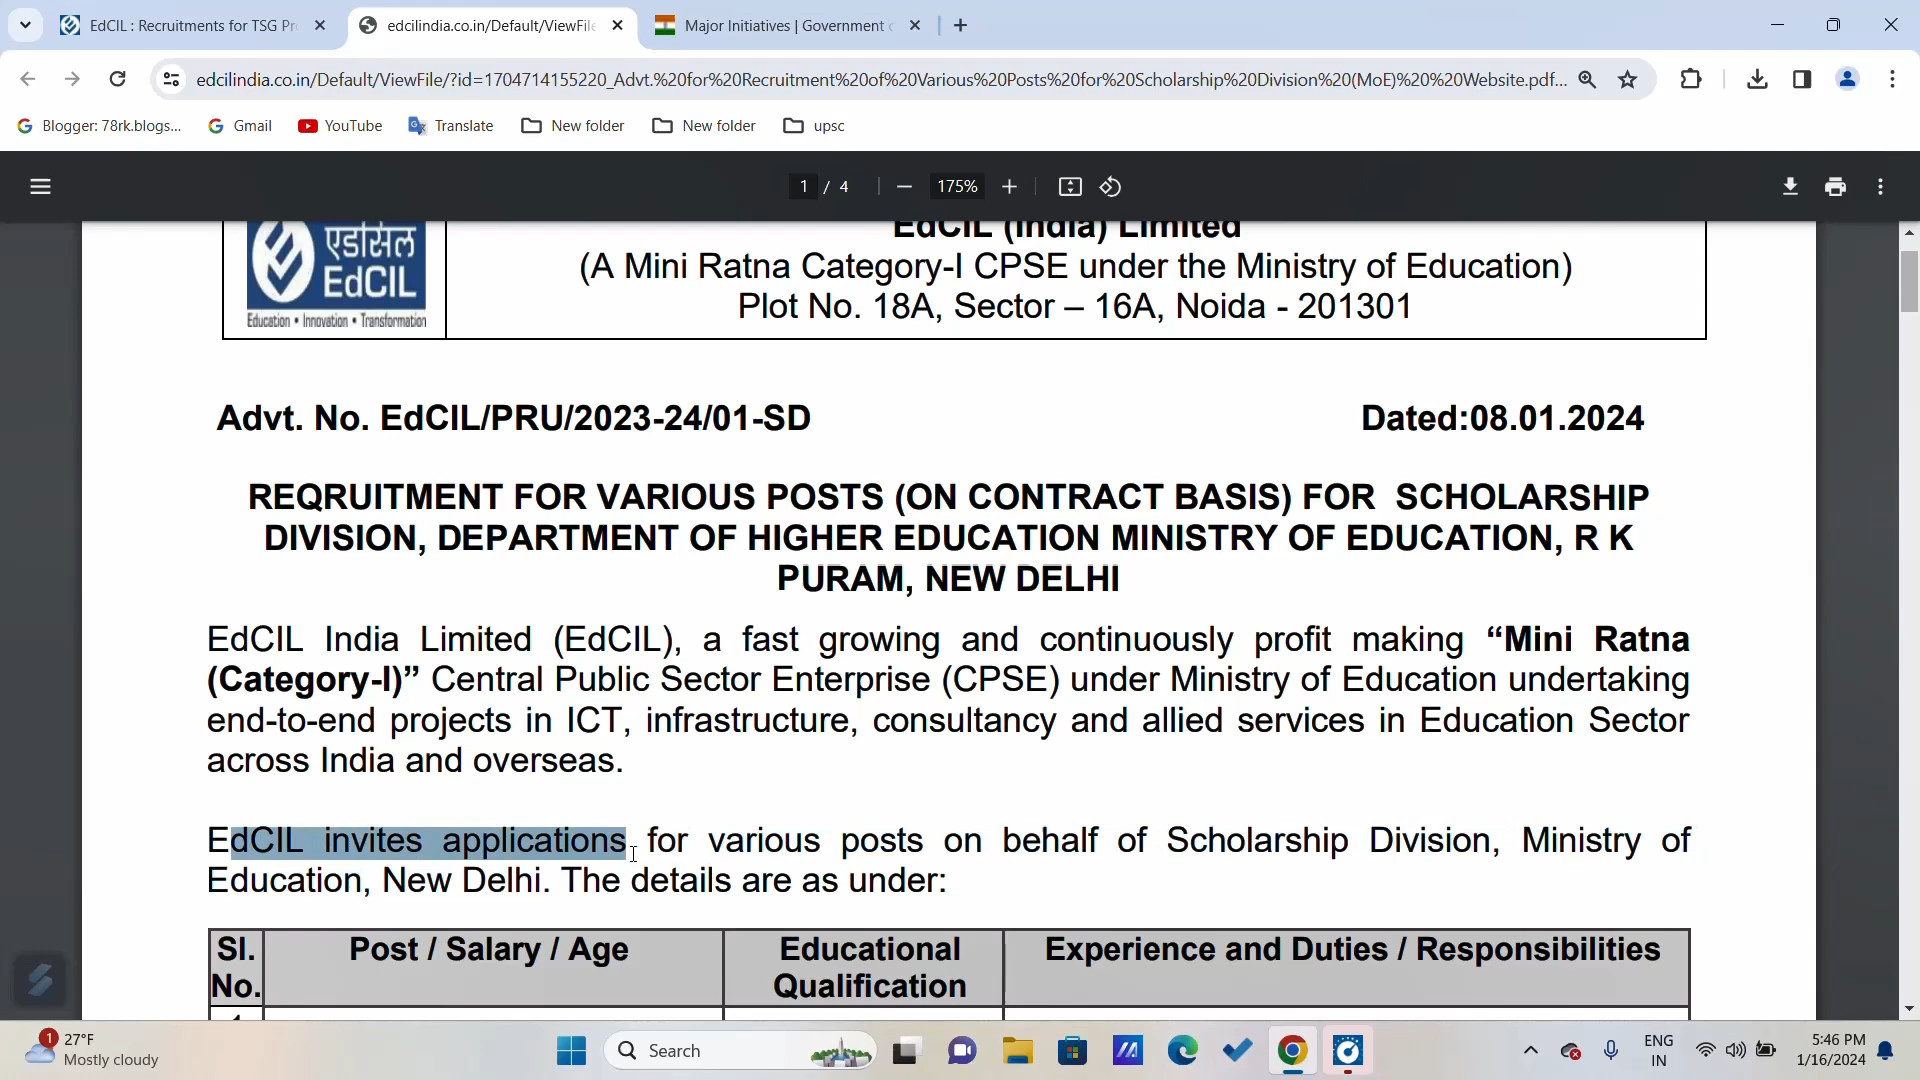 EdCIL : Recruitments for TSG Pr
edcilindia.co.in/Default/ViewFile
Major Initiatives | Government o
edcilindia.co.in/Default/ViewFile/?id=1704714155220_Advt.%20for%20Recruitment%20of%20Various%20Posts%20for%20Scholarship%20Division%20(MoE)%20%20Website.pdf...
Blogger: 78rk.blogs...
Gmail
YouTube
Translate
New folder
New folder
upsc
1 / 4
175%
EdCIL (India) Limited
एडसिल
EdCIL
Education • Innovation • Transformation
(A Mini Ratna Category-I CPSE under the Ministry of Education)
Plot No. 18A, Sector – 16A, Noida - 201301
Advt. No. EdCIL/PRU/2023-24/01-SD Dated:08.01.2024
REQRUITMENT FOR VARIOUS POSTS (ON CONTRACT BASIS) FOR SCHOLARSHIP
DIVISION, DEPARTMENT OF HIGHER EDUCATION MINISTRY OF EDUCATION, R K
PURAM, NEW DELHI
EdCIL India Limited (EdCIL), a fast growing and continuously profit making “Mini Ratna
(Category-I)” Central Public Sector Enterprise (CPSE) under Ministry of Education undertaking
end-to-end projects in ICT, infrastructure, consultancy and allied services in Education Sector
across India and overseas.
EdCIL invites applications for various posts on behalf of Scholarship Division, Ministry of
Education, New Delhi. The details are as under:
Sl.
No.
Post / Salary / Age
Educational
Qualification
Experience and Duties / Responsibilities
1
27°F
Mostly cloudy
Search
ENG
IN
5:46 PM
1/16/2024